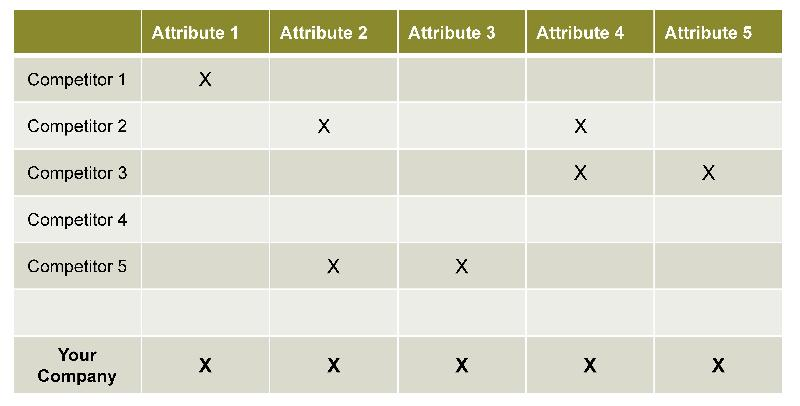 Attribute 1 Attribute 2 Attribute 3 Attribute 4 Attribute 5
Competitor 1 X
Competitor 2 X X
Competitor 3 X X
Competitor 4
Competitor 5 X X
Your
Company X X X X X